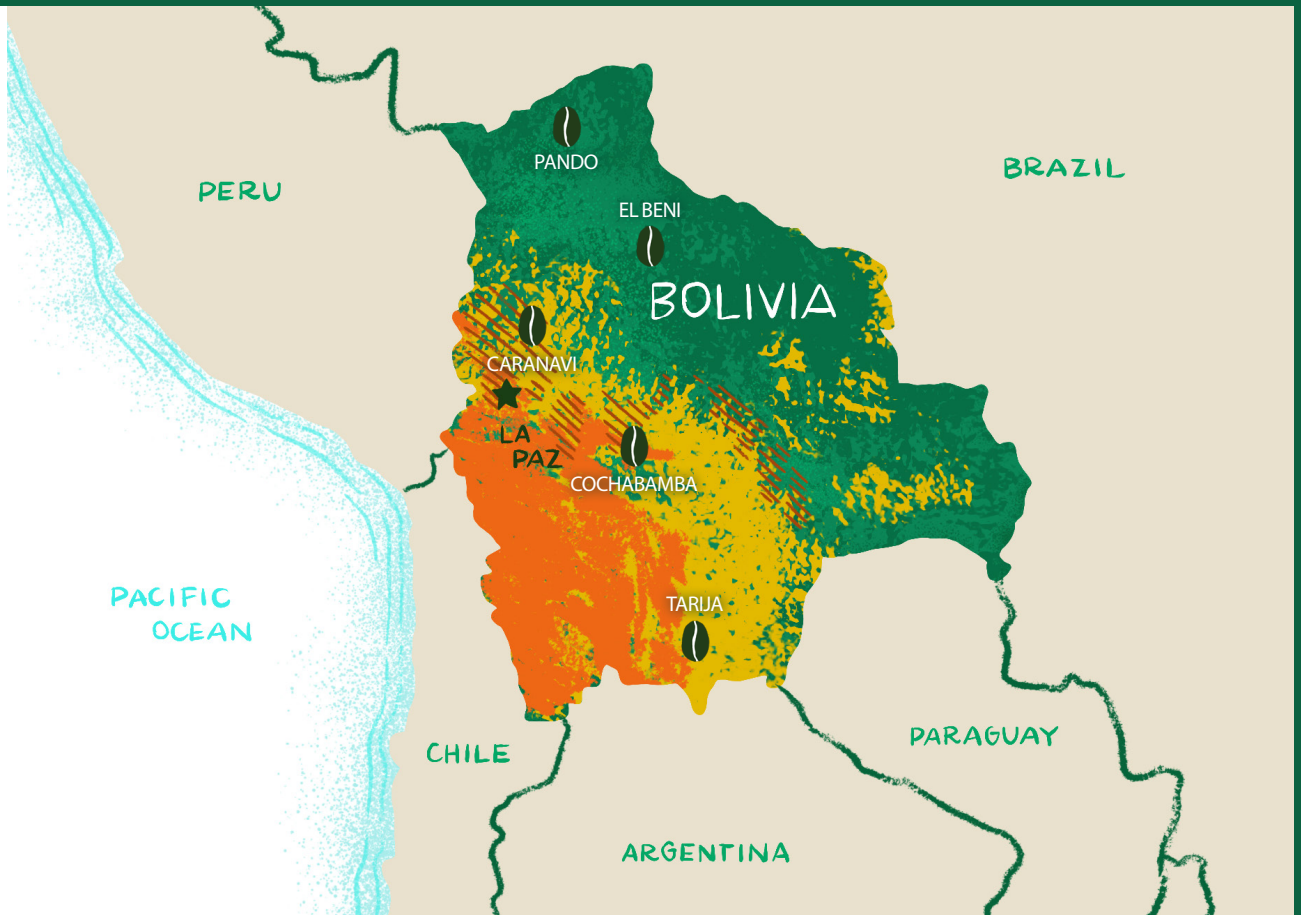 PANDO
BRAZIL
PERU
EL BENI
BOLIVIA
CARANAVI
LA
PAZ
COCHABAMBA
PACIFIC
OCEAN
TARIJA
CHILE
PARAGUAY
ARGENTINA